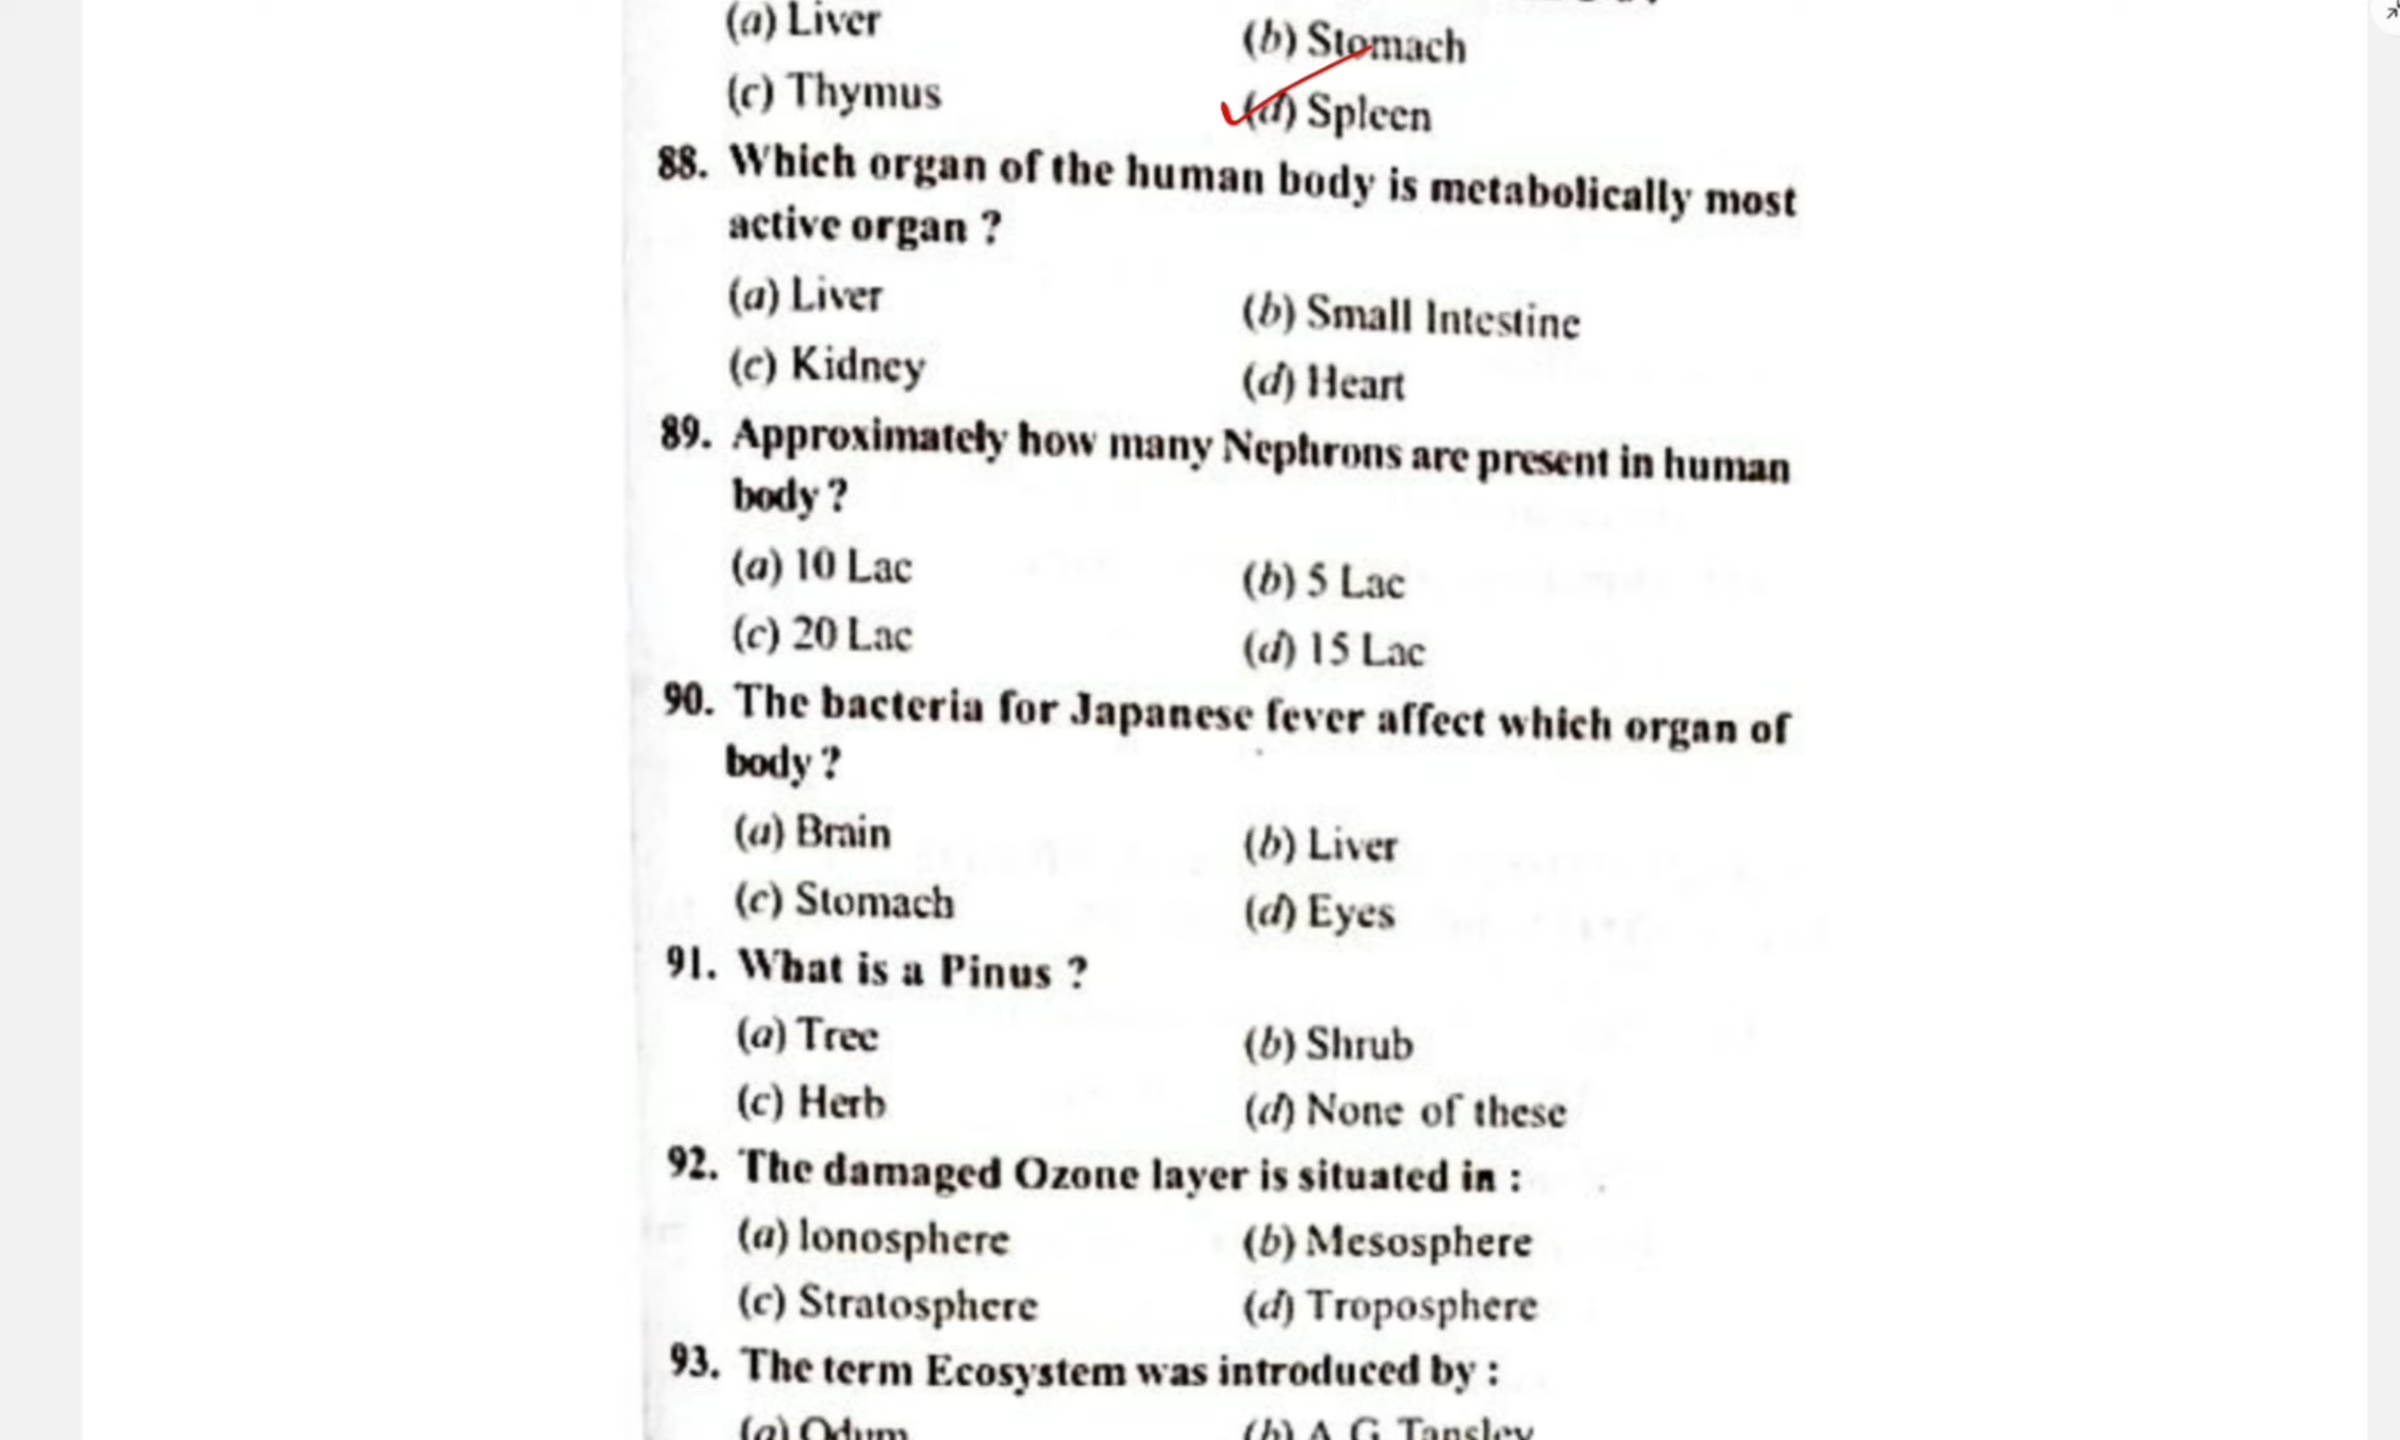 (a) Liver
(b) Stomach
(c) Thymus
(d) Spleen
88. Which organ of the human body is metabolically most
active organ ?
(a) Liver
(b) Small Intestine
(c) Kidney
(d) Heart
89. Approximately how many Nephrons are present in human
body ?
(a) 10 Lac
(b) 5 Lac
(c) 20 Lac
(d) 15 Lac
90. The bacteria for Japanese fever affect which organ of
body ?
(a) Brain
(b) Liver
(c) Stomach
(d) Eyes
91. What is a Pinus ?
(a) Tree
(b) Shrub
(c) Herb
(d) None of these
92. The damaged Ozone layer is situated in :
(a) Ionosphere
(b) Mesosphere
(c) Stratosphere
(d) Troposphere
93. The term Ecosystem was introduced by :
(a) Odum
(b) A.G. Tansley